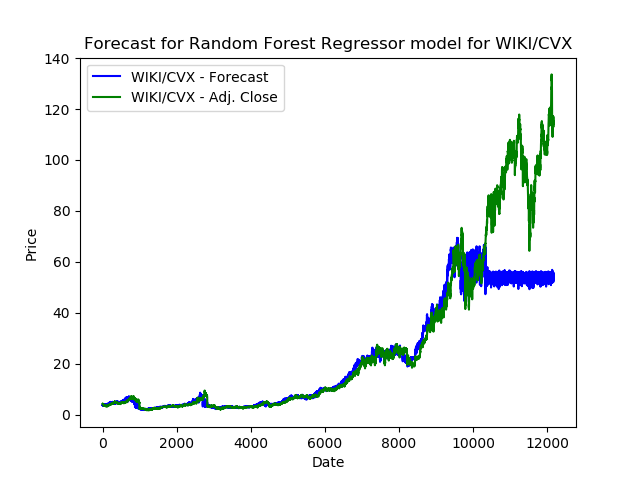 Forecast for Random Forest Regressor model for WIKI/CVX
WIKI/CVX - Forecast
WIKI/CVX - Adj. Close
140
120
100
80
60
40
20
0
Price
0 2000 4000 6000 8000 10000 12000
Date